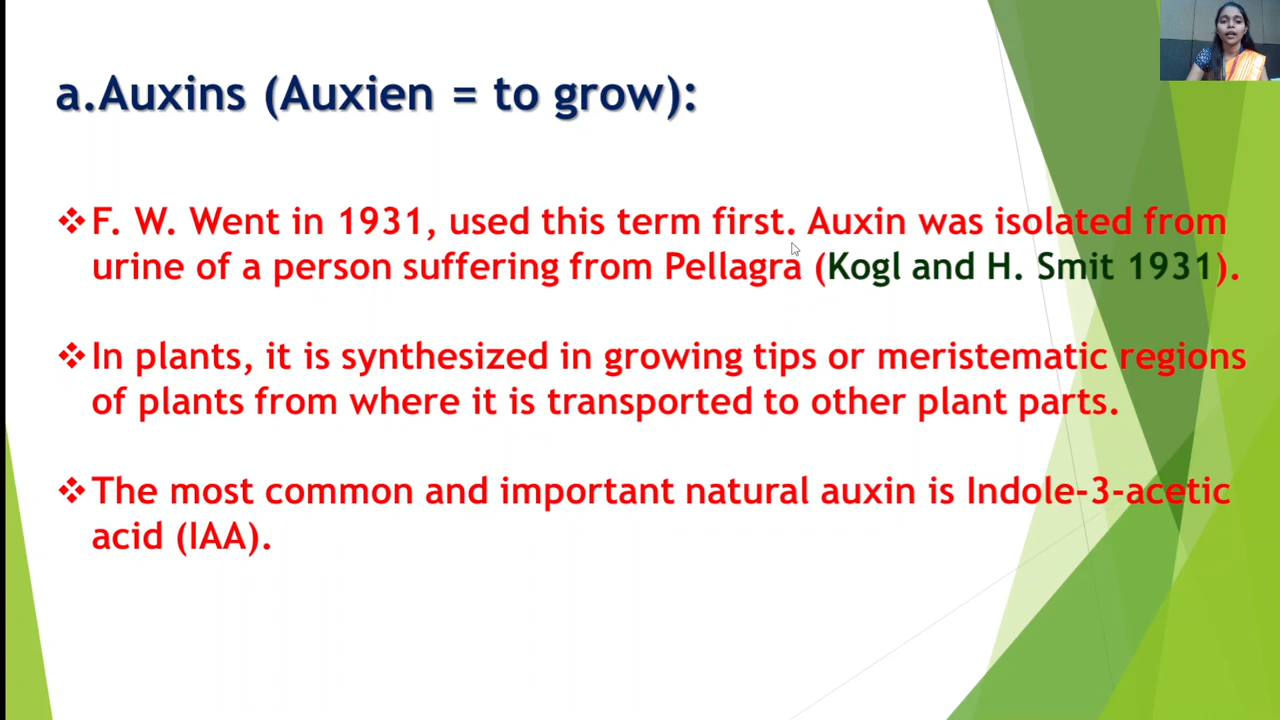 a.Auxins (Auxien = to grow):
❖F. W. Went in 1931, used this term first. Auxin was isolated from
urine of a person suffering from Pellagra (Kogl and H. Smit 1931).
❖In plants, it is synthesized in growing tips or meristematic regions
of plants from where it is transported to other plant parts.
❖The most common and important natural auxin is Indole-3-acetic
acid (IAA).